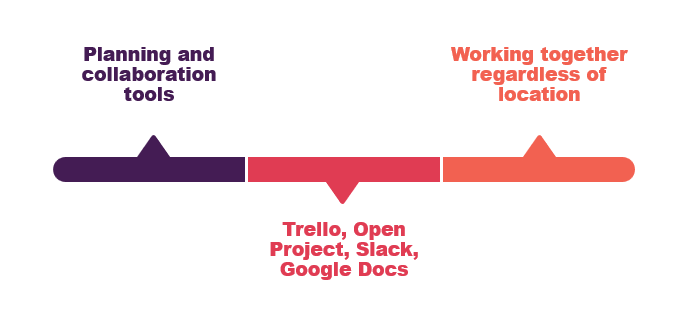 Planning and
collaboration
tools
Trello, Open
Project, Slack,
Google Docs
Working together
regardless of
location